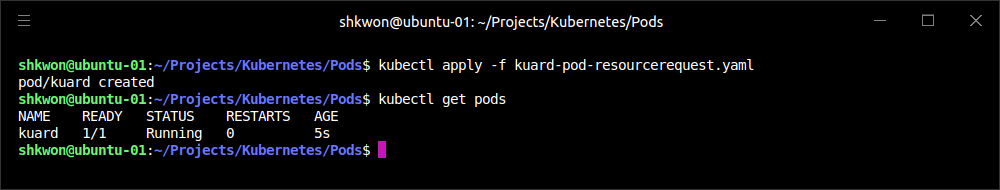 shkwon@ubuntu-01: ~/Projects/Kubernetes/Pods
shkwon@ubuntu-01:~/Projects/Kubernetes/Pods$ kubectl apply -f kuard-pod-resourcerequest.yaml
pod/kuard created
shkwon@ubuntu-01:~/Projects/Kubernetes/Pods$ kubectl get pods
NAME    READY   STATUS    RESTARTS   AGE
kuard   1/1     Running   0          5s
shkwon@ubuntu-01:~/Projects/Kubernetes/Pods$